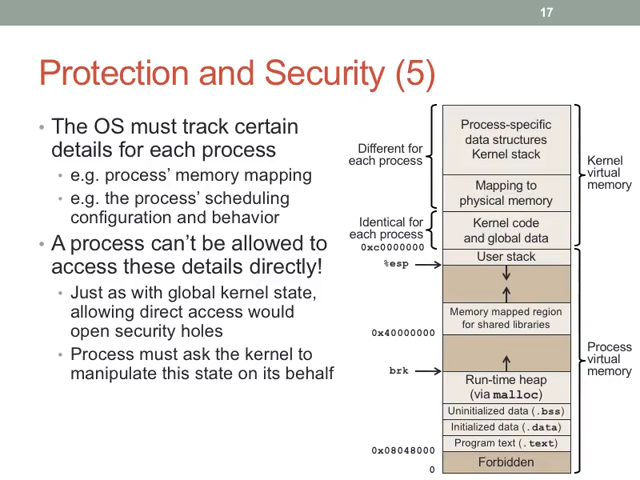 17
Protection and Security (5)
• The OS must track certain
details for each process
• e.g. process’ memory mapping
• e.g. the process’ scheduling
configuration and behavior
• A process can’t be allowed to
access these details directly!
• Just as with global kernel state,
allowing direct access would
open security holes
• Process must ask the kernel to
manipulate this state on its behalf
Different for
each process
Identical for
each process
0xc0000000
%esp
0x40000000
brk
0x08048000
0
Process-specific
data structures
Kernel stack
Mapping to
physical memory
Kernel code
and global data
User stack
Memory mapped region
for shared libraries
Run-time heap
(via malloc)
Uninitialized data (.bss)
Initialized data (.data)
Program text (.text)
Forbidden
Kernel
virtual
memory
Process
virtual
memory